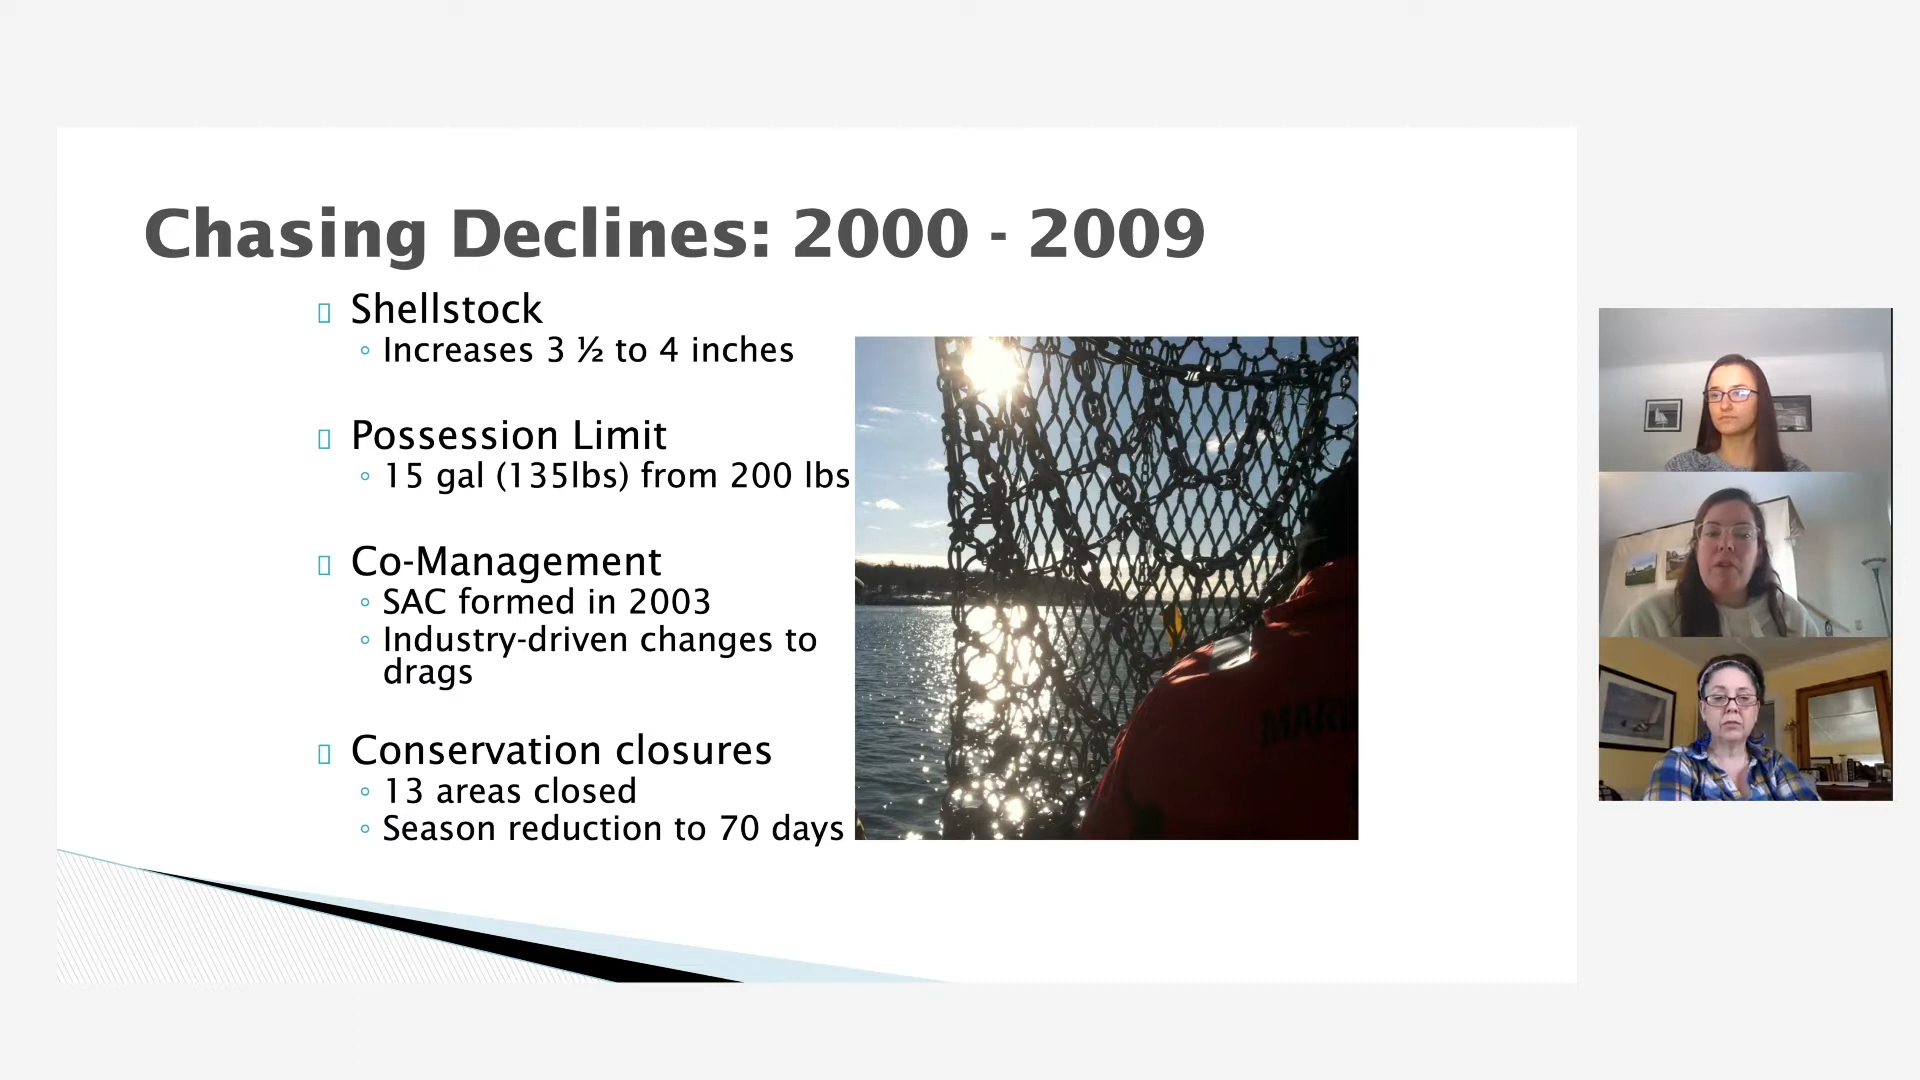 Chasing Declines: 2000 - 2009
Shellstock
Increases 3 ½ to 4 inches
Possession Limit
15 gal (135lbs) from 200 lbs
Co-Management
SAC formed in 2003
Industry-driven changes to
drags
Conservation closures
13 areas closed
Season reduction to 70 days